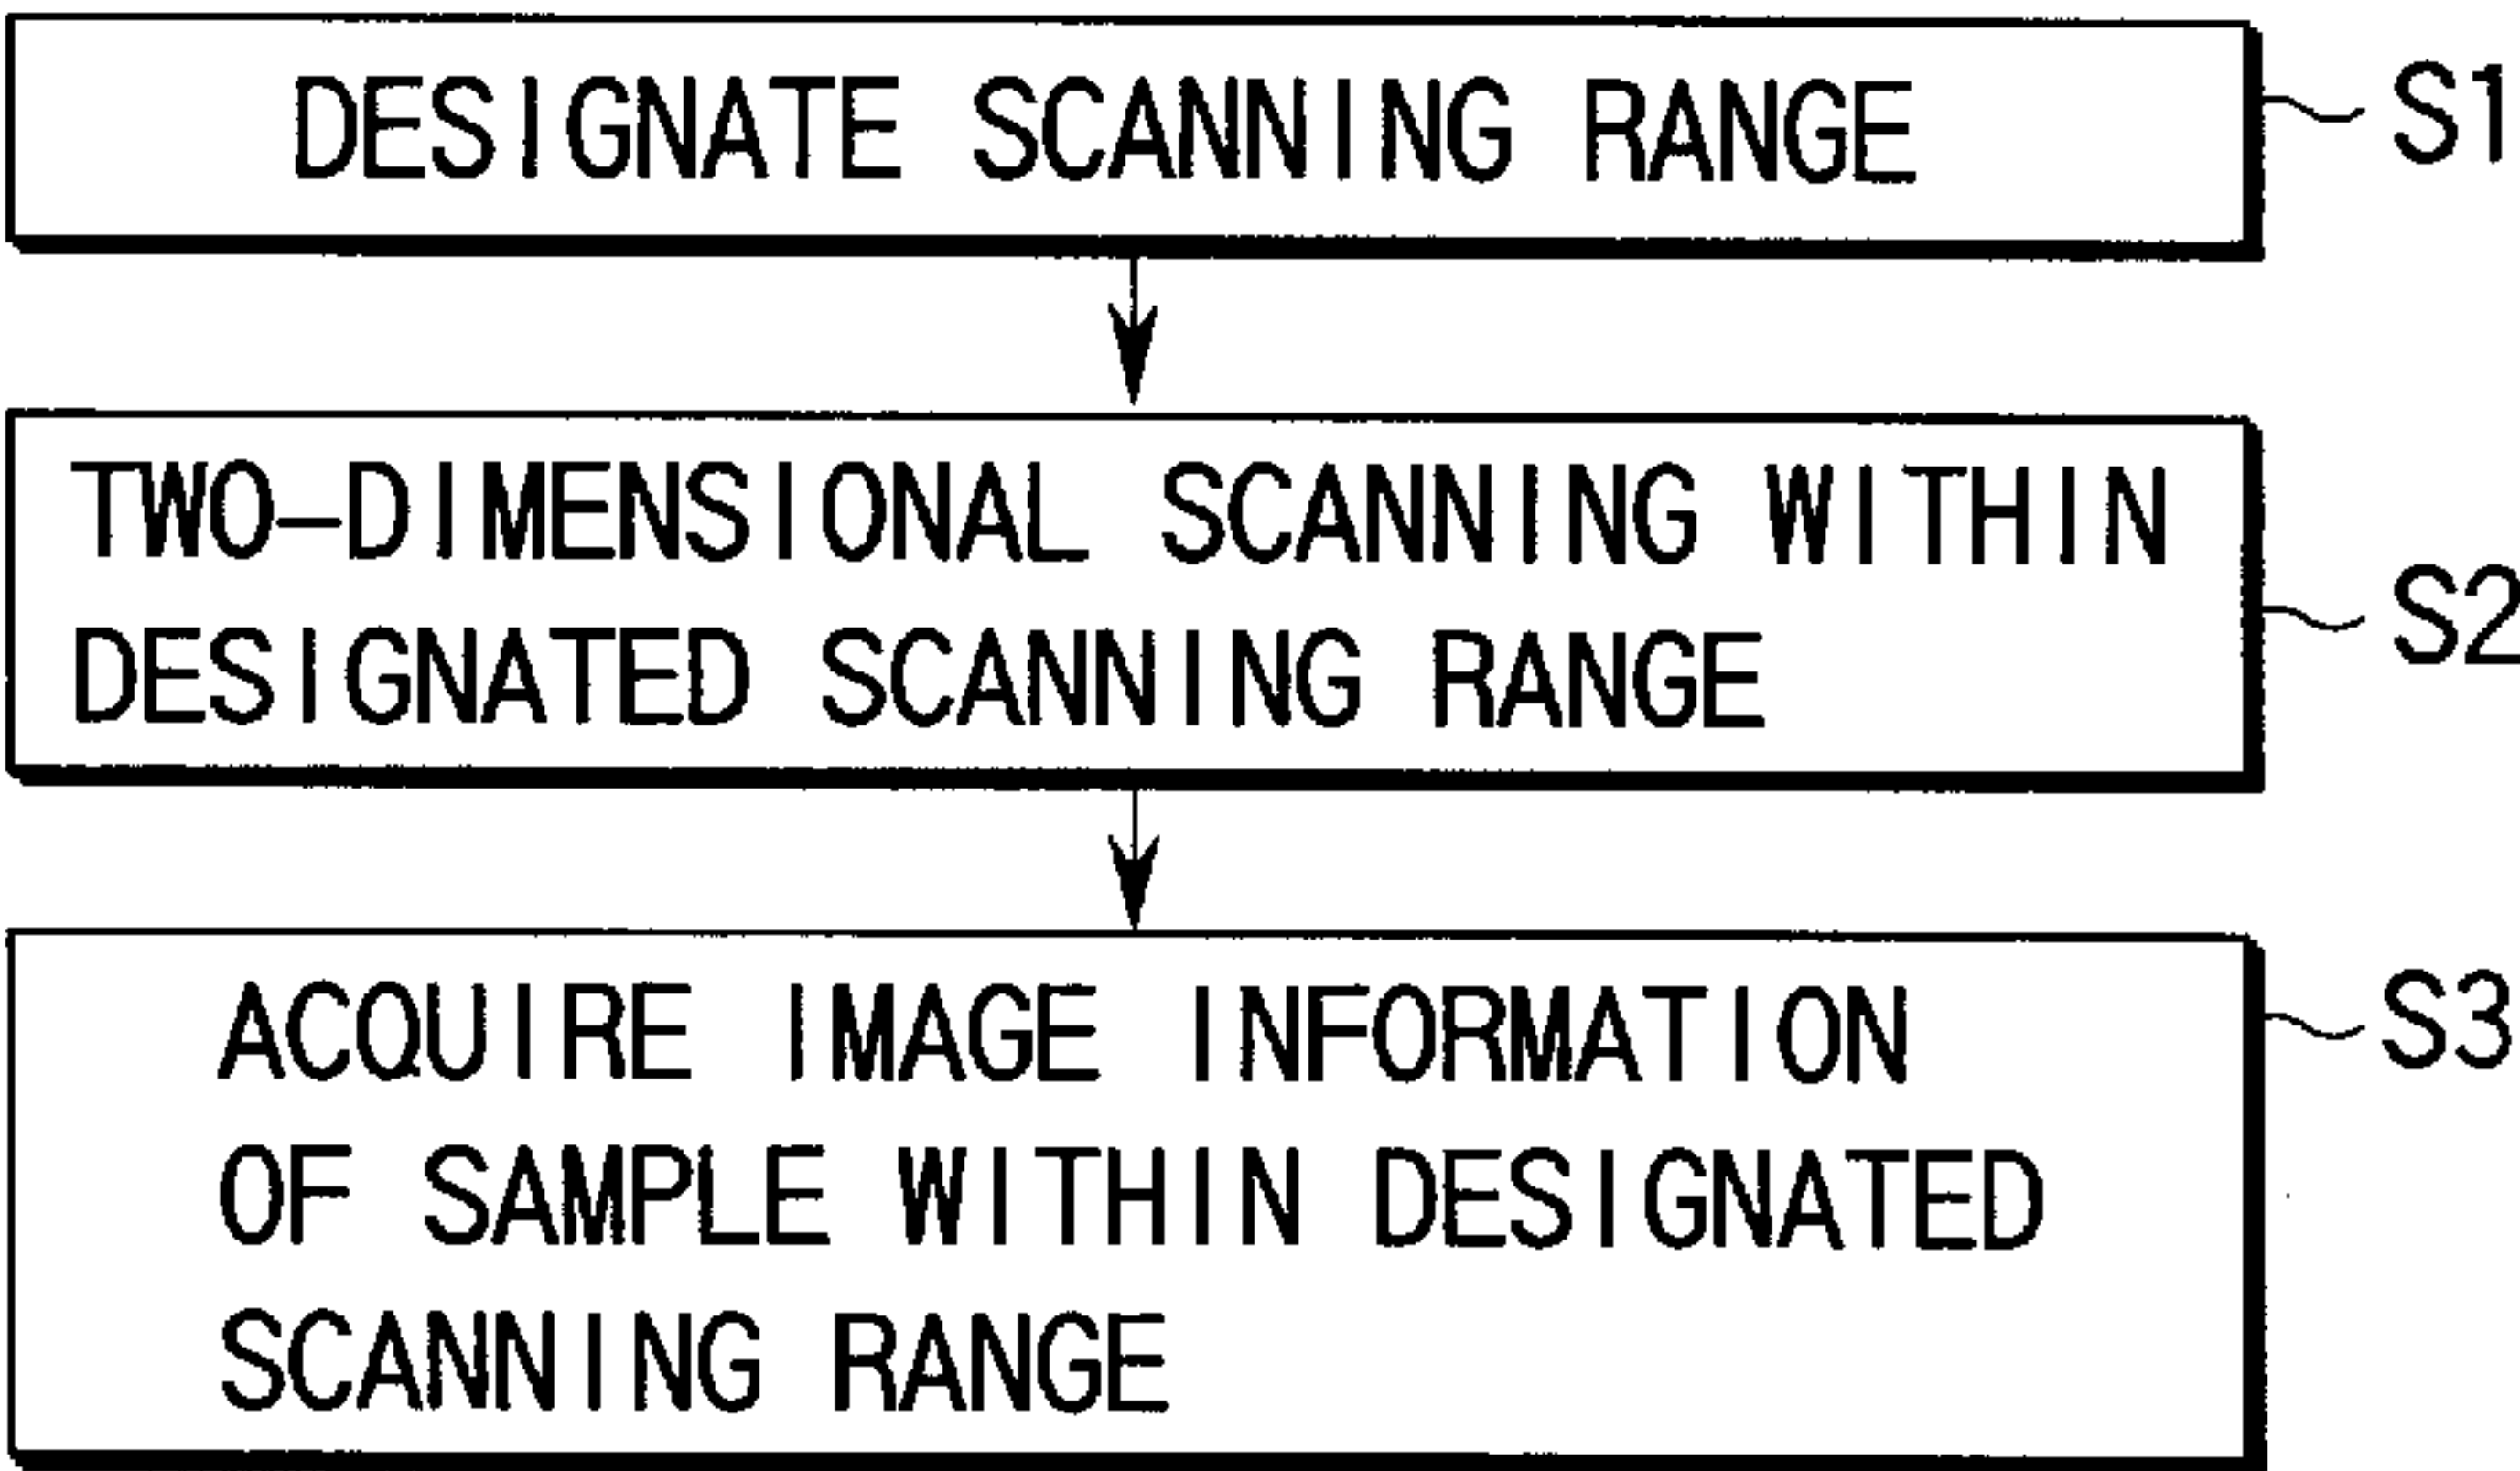 DESIGNATE SCANNING RANGE
S1
TWO-DIMENSIONAL SCANNING WITHIN
DESIGNATED SCANNING RANGE
S2
ACQUIRE IMAGE INFORMATION
OF SAMPLE WITHIN DESIGNATED
SCANNING RANGE
S3